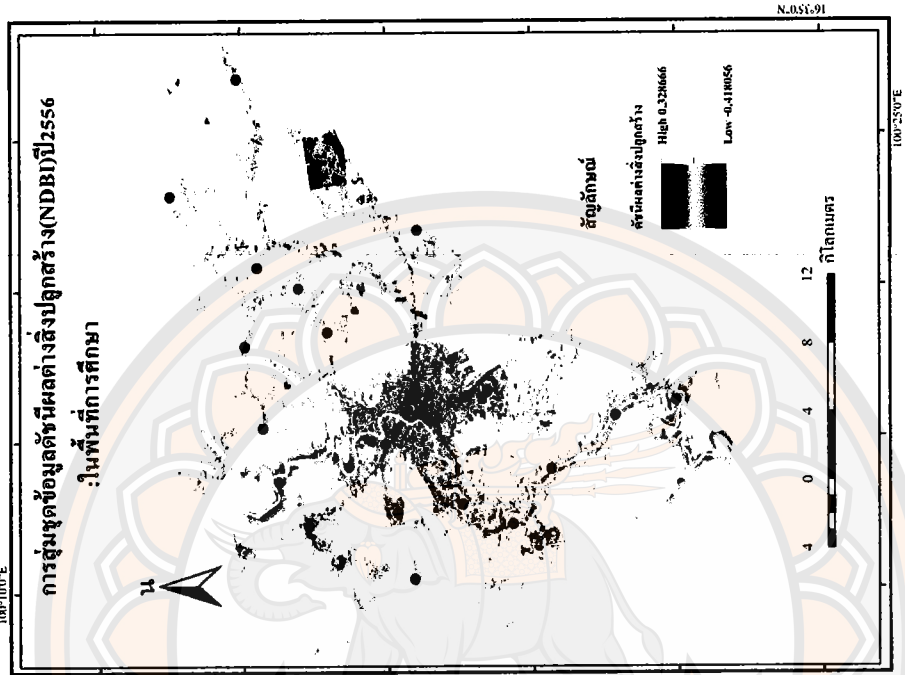 การสุ่มชุดข้อมูลดัชนีผลต่างสิ่งปลูกสร้าง(NDBI)ปี2556
:ในพื้นที่การศึกษา
100°10'0"E
น
สัญลักษณ์
ดัชนีผลต่างสิ่งปลูกสร้าง
High 0.328666
Low -0.418056
4 0 4 8 12
กิโลเมตร
100°25'0"E
16°35'0"N